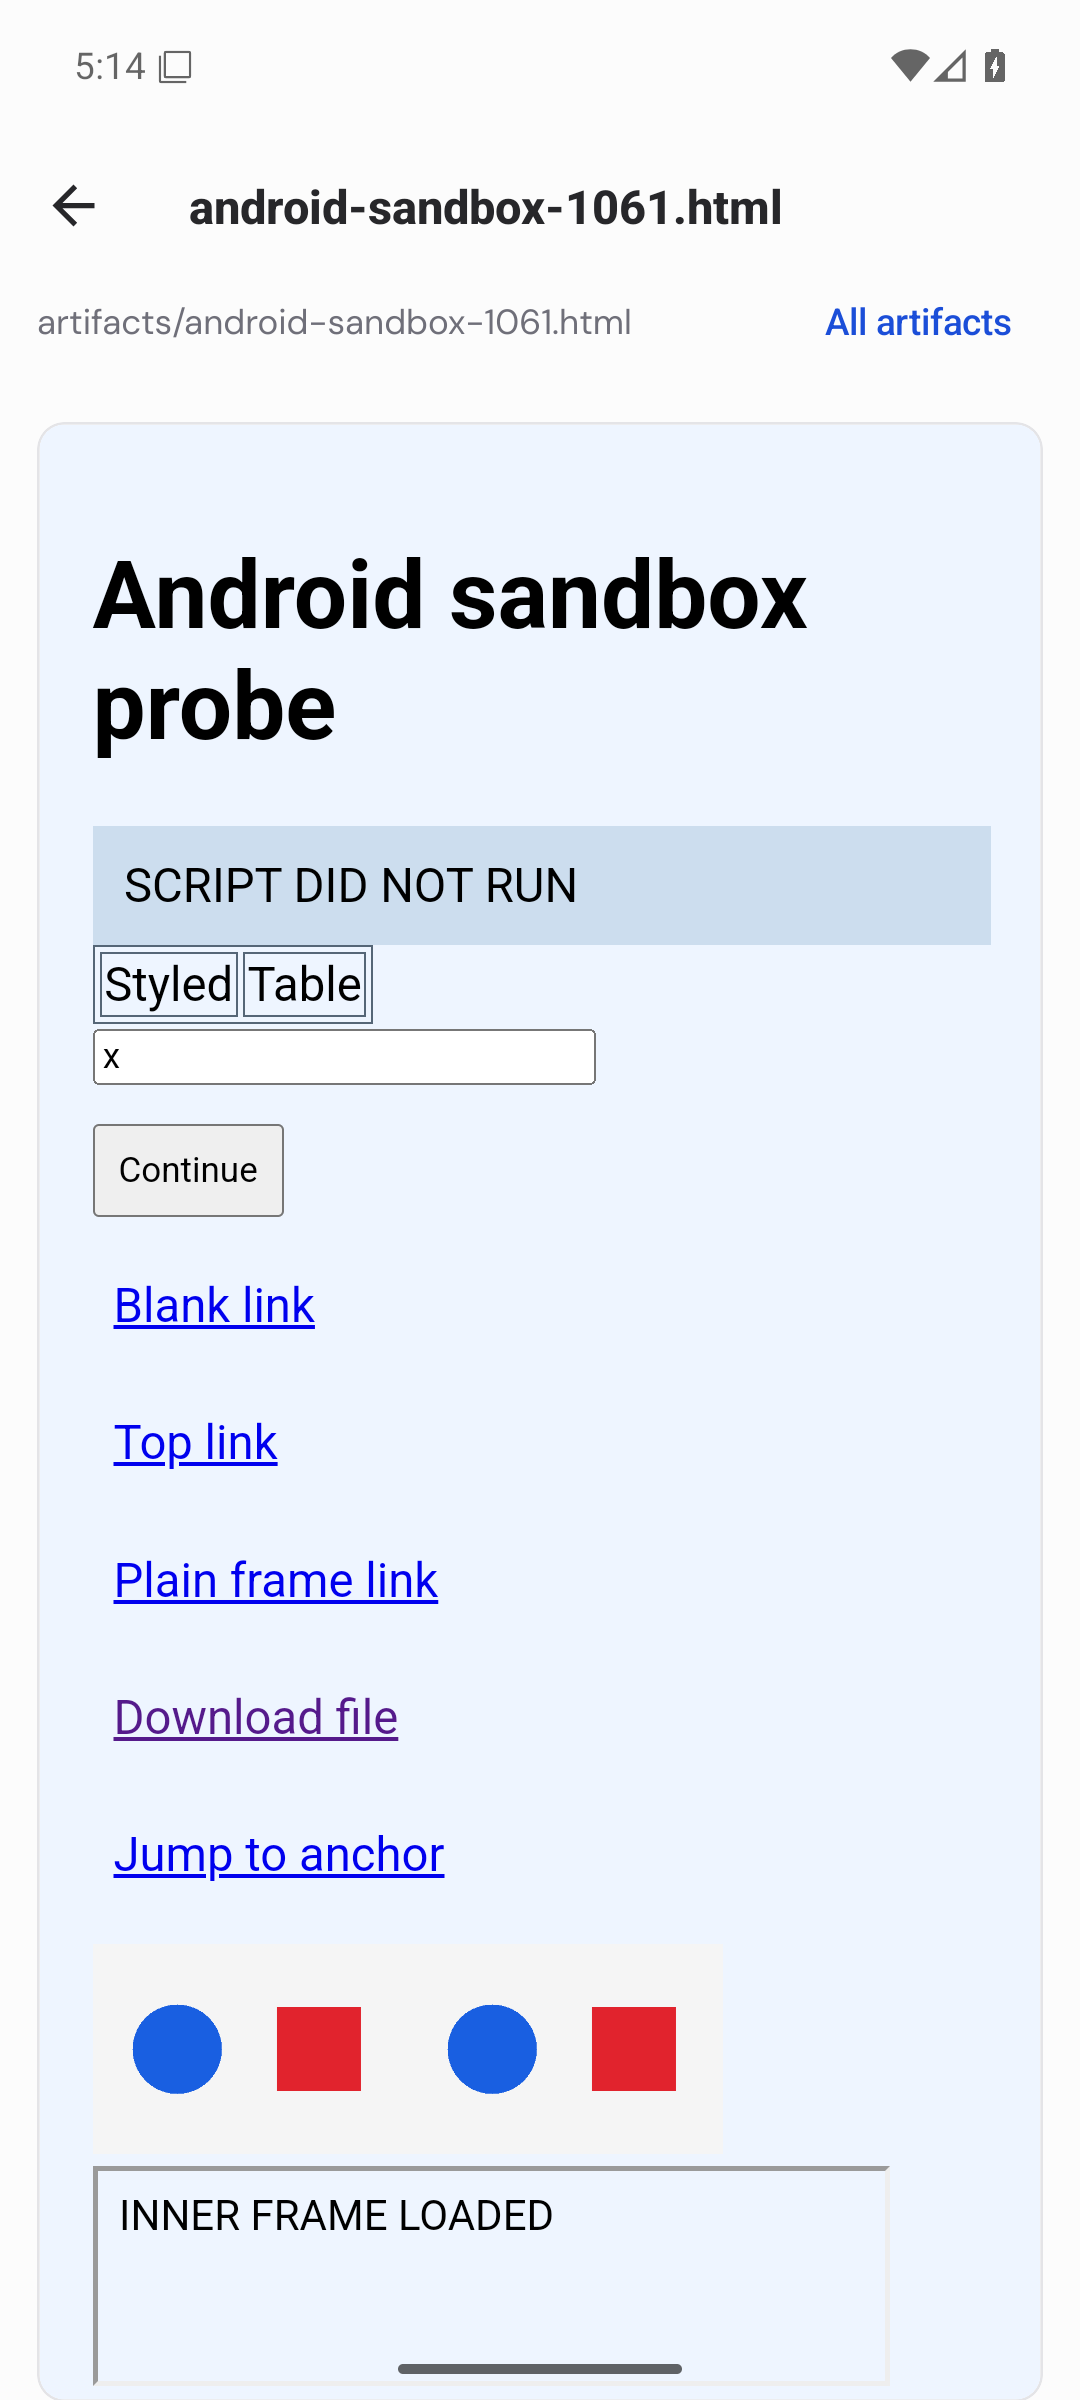 5:14
android-sandbox-1061.html
artifacts/android-sandbox-1061.html All artifacts
Android sandbox
probe
SCRIPT DID NOT RUN
Styled Table
x
Continue
Blank link
Top link
Plain frame link
Download file
Jump to anchor
INNER FRAME LOADED